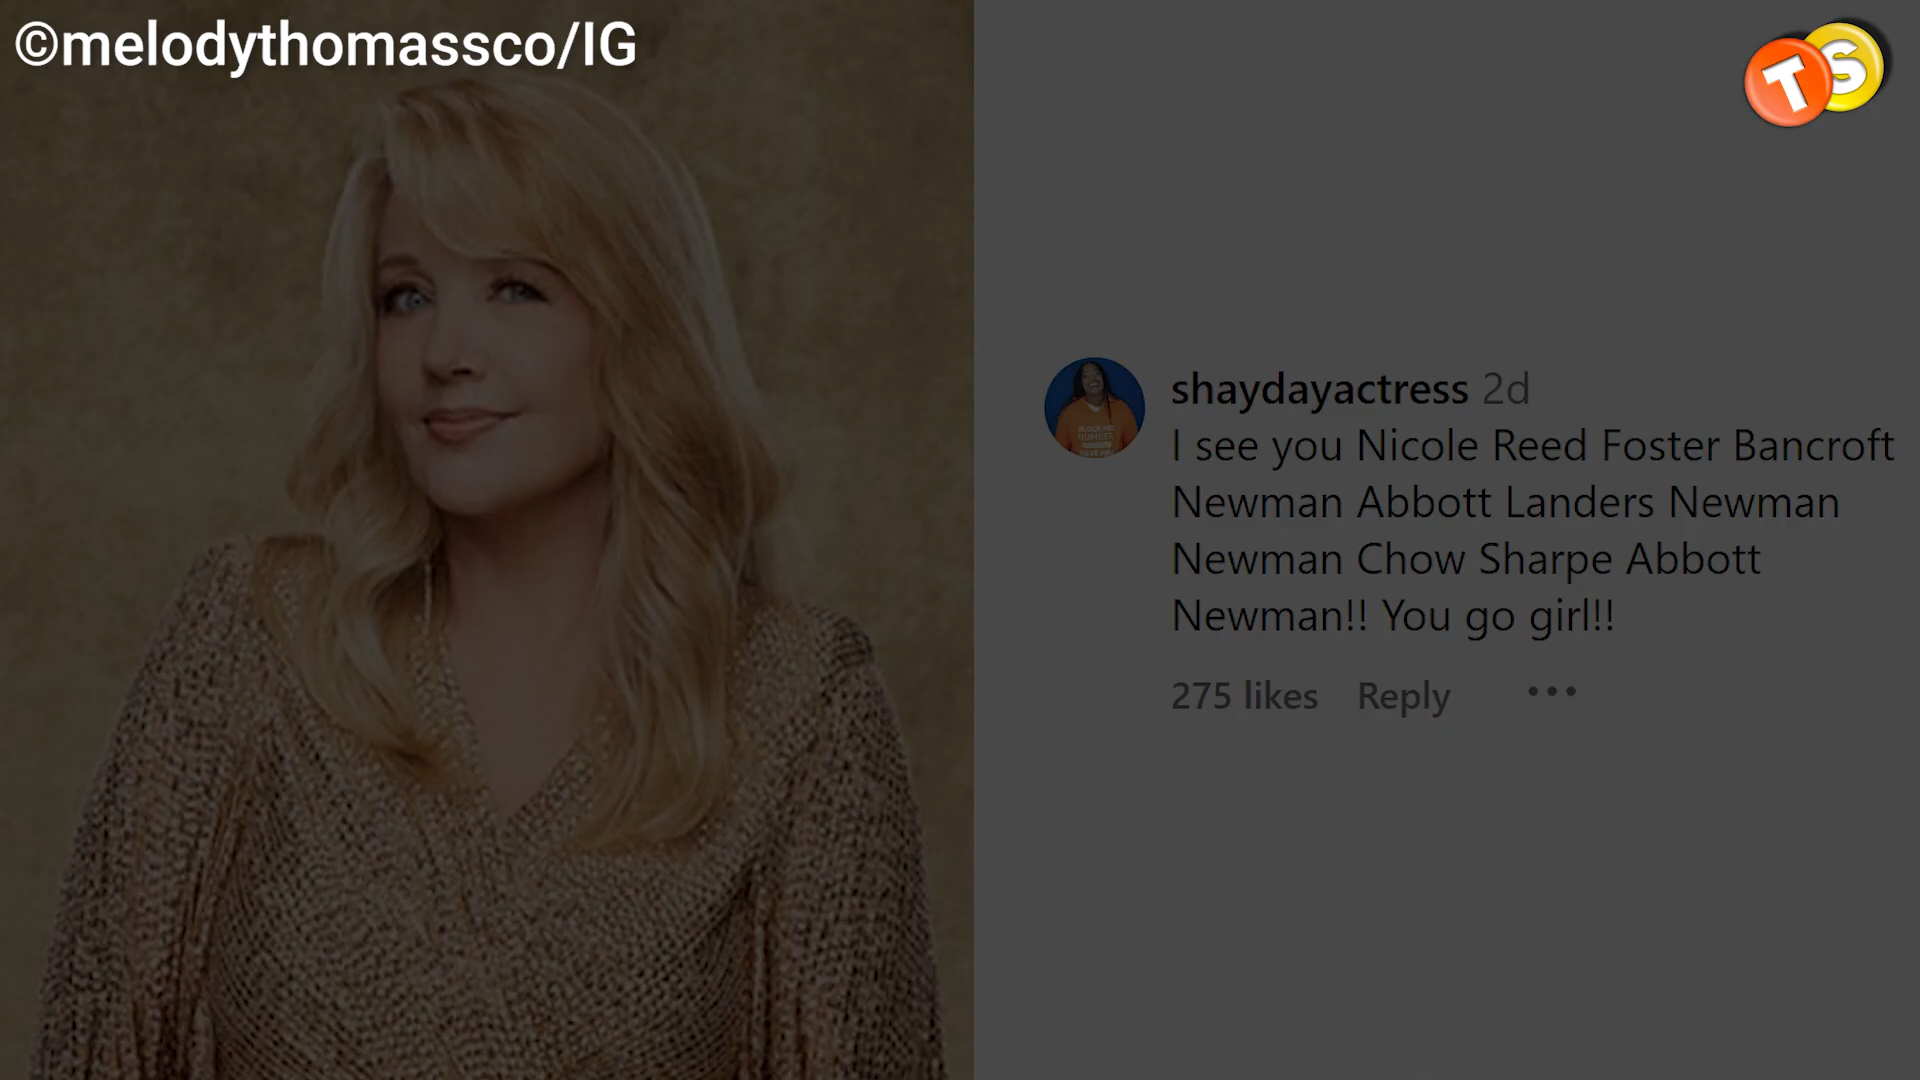 ©melodythomassco/IG
TS
shaydayactress 2d
I see you Nicole Reed Foster Bancroft
Newman Abbott Landers Newman
Newman Chow Sharpe Abbott
Newman!! You go girl!!
275 likes Reply •••